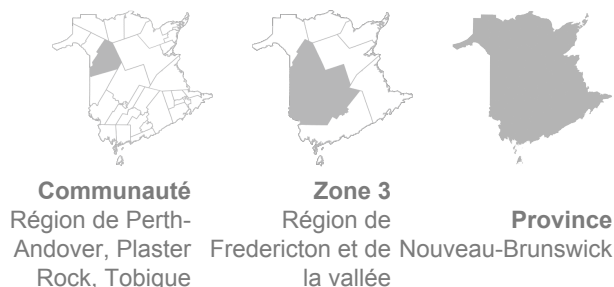 Communauté
Région de Perth-
Andover, Plaster
Rock, Tobique
Zone 3
Région de
Fredericton et de
la vallée
Province
Nouveau-Brunswick